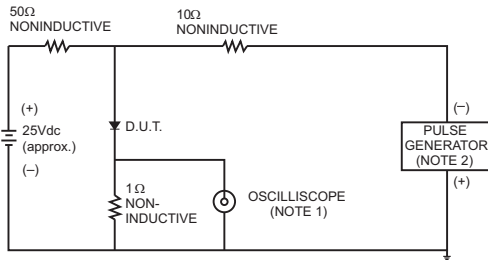 50Ω
NONINDUCTIVE
10Ω
NONINDUCTIVE
(+)
25Vdc
(approx.)
(–)
D.U.T.
1Ω
NON-
INDUCTIVE
OSCILLISCOPE
(NOTE 1)
(–)
PULSE
GENERATOR
(NOTE 2)
(+)